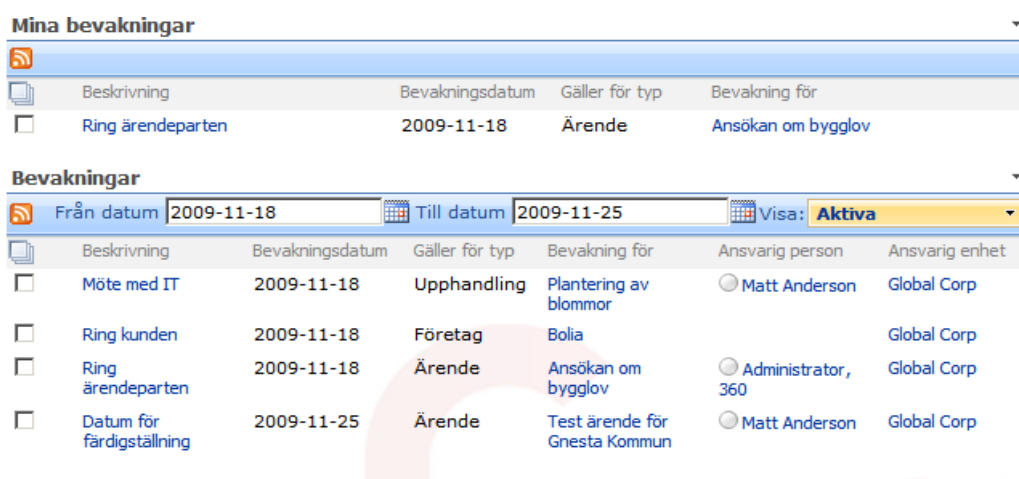 Mina bevakningar
Beskrivning Bevakningsdatum Gäller för typ Bevakning för
Ring ärendeparten 2009-11-18 Ärende Ansökan om bygglov
Bevakningar
Från datum 2009-11-18 Till datum 2009-11-25 Visa: Aktiva
Beskrivning Bevakningsdatum Gäller för typ Bevakning för Ansvarig person Ansvarig enhet
Möte med IT 2009-11-18 Upphandling Plantering av Matt Anderson Global Corp
blommor
Ring kunden 2009-11-18 Företag Bolia Global Corp
Ring 2009-11-18 Ärende Ansökan om Administrator, Global Corp
ärendeparten bygglov 360
Datum för 2009-11-25 Ärende Test ärende för Matt Anderson Global Corp
färdigställning Gnesta Kommun